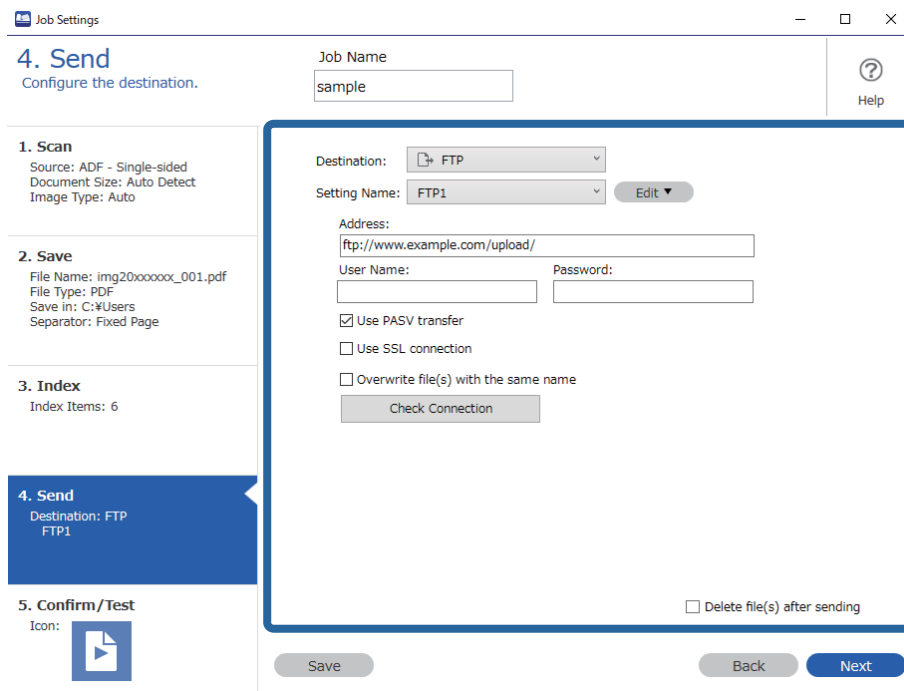 Job Settings
4. Send
Configure the destination.
Job Name
sample
Help
1. Scan
Source: ADF - Single-sided
Document Size: Auto Detect
Image Type: Auto
2. Save
File Name: img20xxxxxx_001.pdf
File Type: PDF
Save in: C:¥Users
Separator: Fixed Page
3. Index
Index Items: 6
4. Send
Destination: FTP
FTP1
5. Confirm/Test
Icon:
Destination: FTP
Setting Name: FTP1 Edit ▼
Address:
ftp://www.example.com/upload/
User Name: Password:
Use PASV transfer
Use SSL connection
Overwrite file(s) with the same name
Check Connection
Delete file(s) after sending
Save Back Next